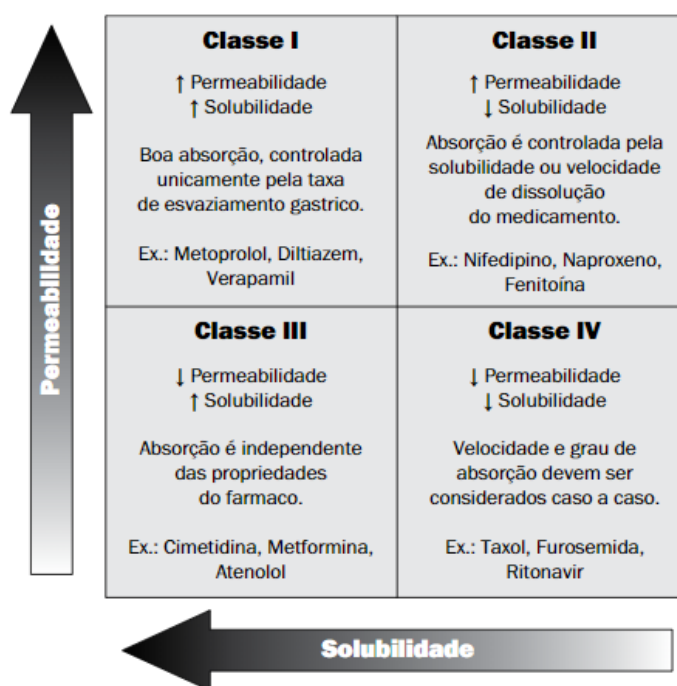 Permeabilidade
Classe I
↑ Permeabilidade
↑ Solubilidade
Boa absorção, controlada
unicamente pela taxa
de esvaziamento gastrico.
Ex.: Metoprolol, Diltiazem,
Verapamil
Classe II
↑ Permeabilidade
↓ Solubilidade
Absorção é controlada pela
solubilidade ou velocidade
de dissolução
do medicamento.
Ex.: Nifedipino, Naproxeno,
Fenitoína
Classe III
↓ Permeabilidade
↑ Solubilidade
Absorção é independente
das propriedades
do farmaco.
Ex.: Cimetidina, Metformina,
Atenolol
Classe IV
↓ Permeabilidade
↓ Solubilidade
Velocidade e grau de
absorção devem ser
considerados caso a caso.
Ex.: Taxol, Furosemida,
Ritonavir
Solubilidade